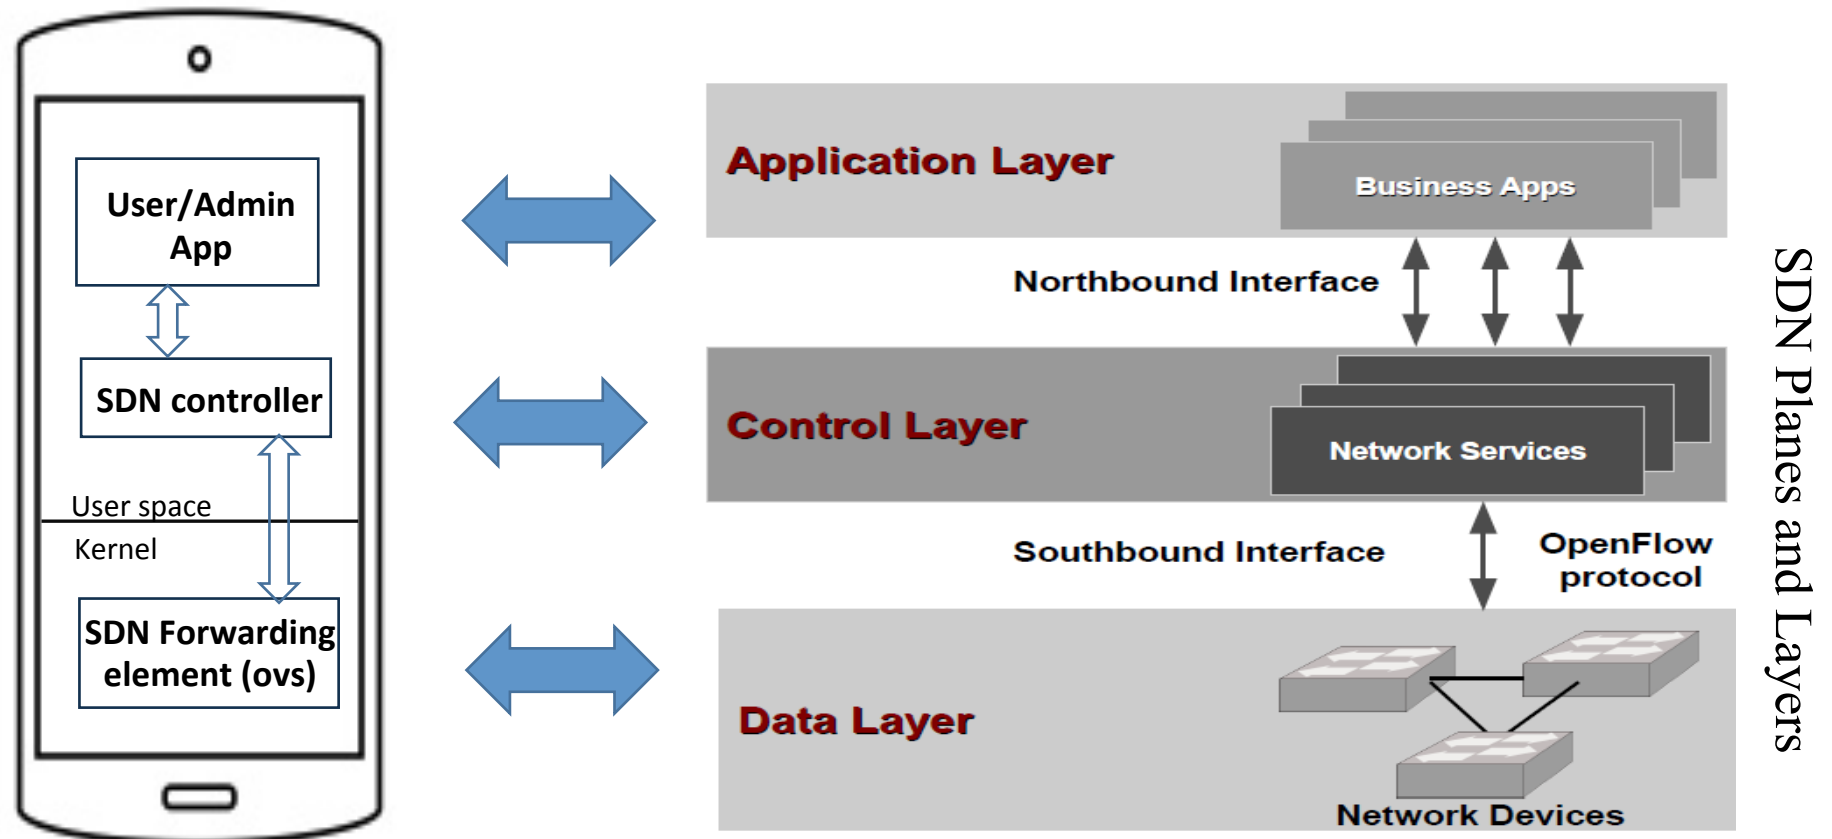 User/Admin
App
SDN controller
User space
Kernel
SDN Forwarding
element (ovs)
Application Layer
Business Apps
Northbound Interface
Control Layer
Network Services
Southbound Interface
OpenFlow
protocol
Data Layer
Network Devices
SDN Planes and Layers